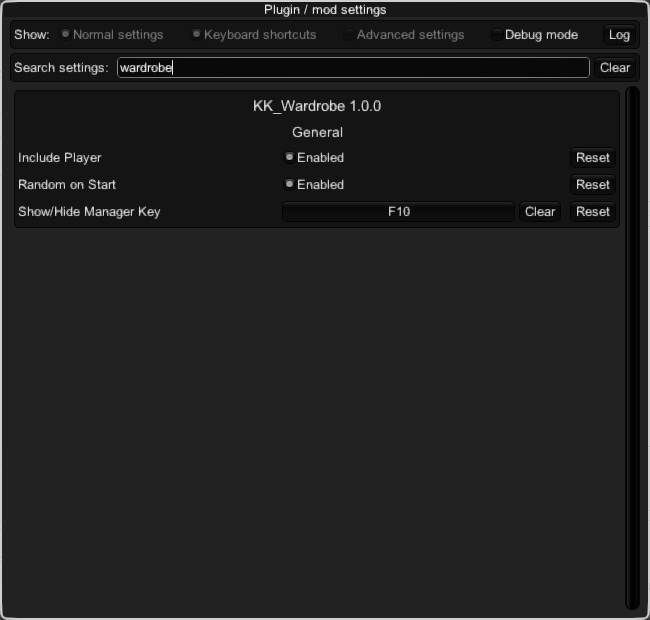 Plugin / mod settings
Show: Normal settings Keyboard shortcuts Advanced settings Debug mode Log
Search settings: wardrobe Clear
KK_Wardrobe 1.0.0
General
Include Player Enabled Reset
Random on Start Enabled Reset
Show/Hide Manager Key F10 Clear Reset